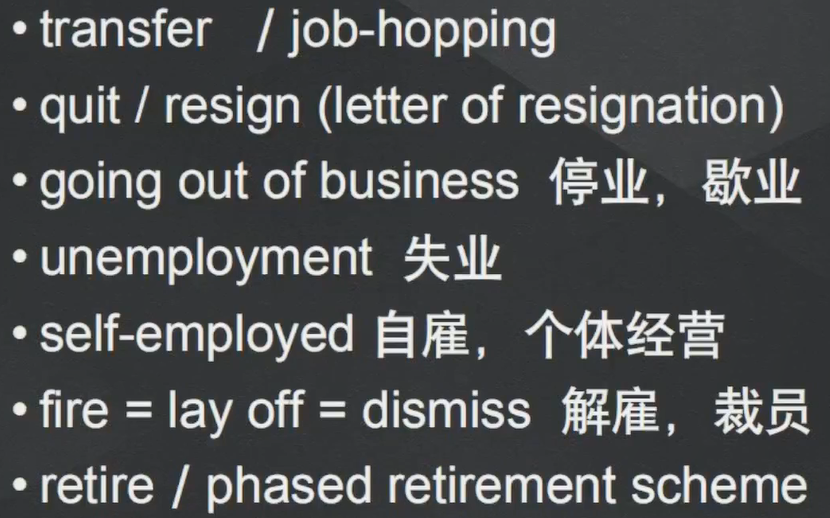 • transfer / job-hopping
• quit / resign (letter of resignation)
• going out of business 停业，歇业
• unemployment 失业
• self-employed 自雇，个体经营
• fire = lay off = dismiss 解雇，裁员
• retire / phased retirement scheme